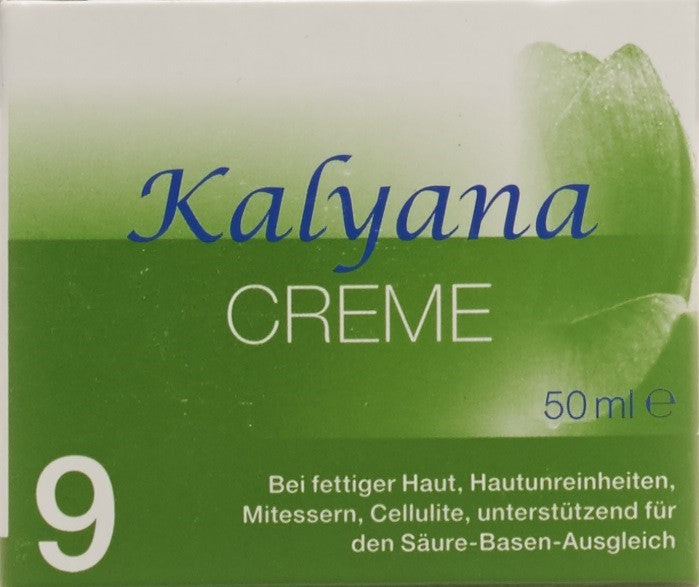 Kalyana
CREME
50 ml ℮
9
Bei fettiger Haut, Hautunreinheiten,
Mitessern, Cellulite, unterstützend für
den Säure-Basen-Ausgleich